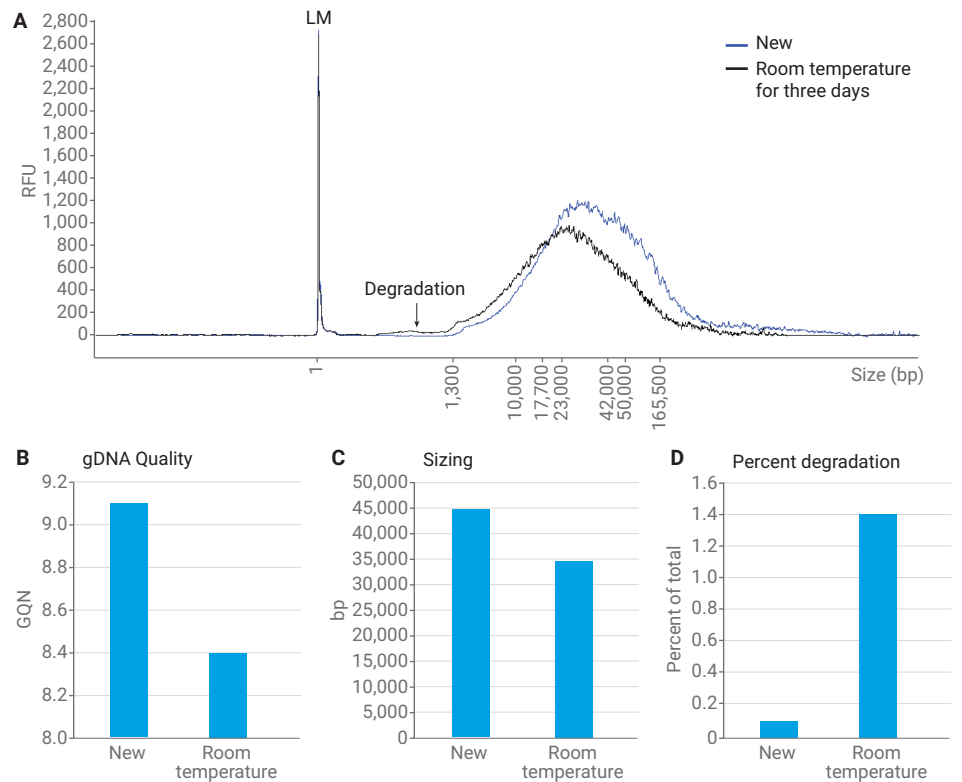 A
LM
2,800
2,600
2,400
2,200
2,000
1,800
1,600
1,400
1,200
1,000
800
600
400
200
0
RFU
New
Room temperature
for three days
Degradation
1
1,300
10,000
17,700
23,000
42,000
50,000
165,500
Size (bp)
B
gDNA Quality
9.2
9.0
8.8
8.6
8.4
8.2
8.0
GQN
New
Room
temperature
C
Sizing
50,000
45,000
40,000
35,000
30,000
25,000
20,000
15,000
10,000
5,000
0
bp
New
Room
temperature
D
Percent degradation
1.6
1.4
1.2
1.0
0.8
0.6
0.4
0.2
0
Percent of total
New
Room
temperature